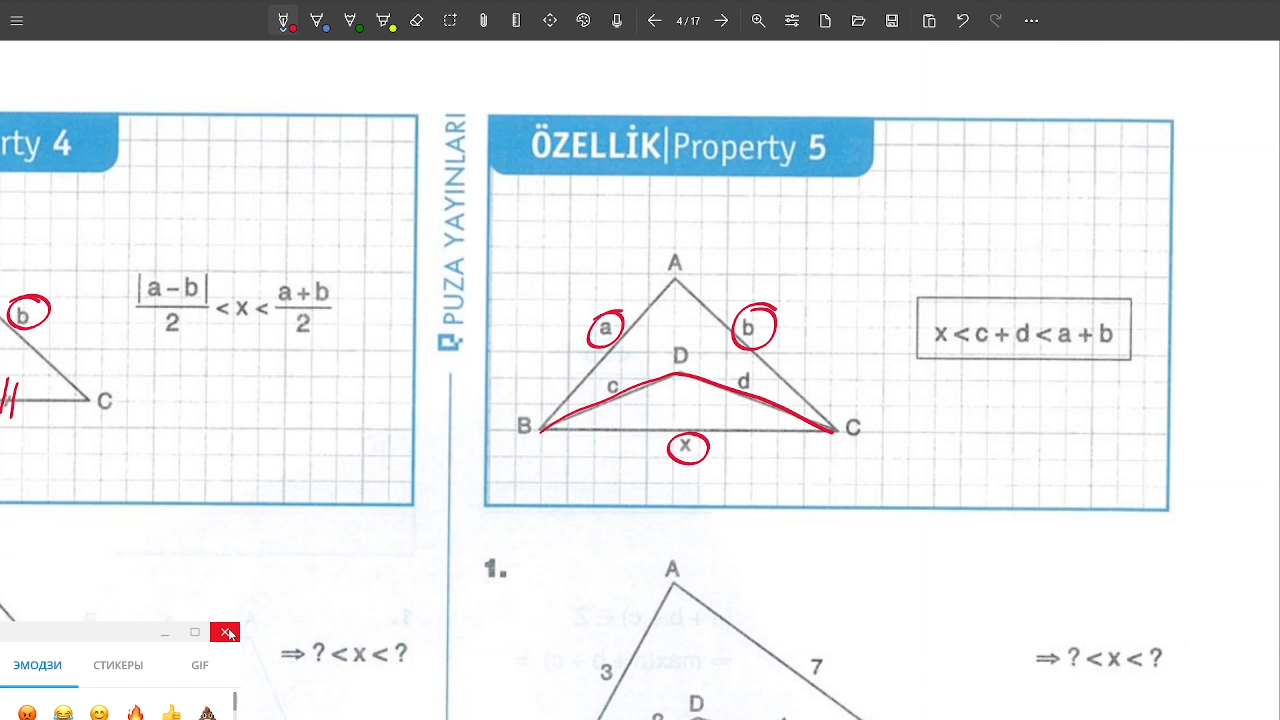 4/17
rty 4
|a-b|
2
< x <
a+b
2
b
C
PUZA YAYINLARI
ÖZELLİK|Property 5
A
a
b
D
c
d
B
C
x
x < c + d < a + b
⇒ ? < x < ?
1.
A
3
7
D
⇒ ? < x < ?
ЭМОДЗИ
СТИКЕРЫ
GIF